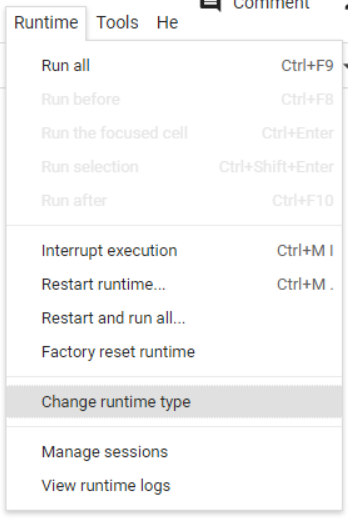 Comment
Runtime Tools He
Run all Ctrl+F9
Run before Ctrl+F8
Run the focused cell Ctrl+Enter
Run selection Ctrl+Shift+Enter
Run after Ctrl+F10
Interrupt execution Ctrl+M I
Restart runtime... Ctrl+M .
Restart and run all...
Factory reset runtime
Change runtime type
Manage sessions
View runtime logs